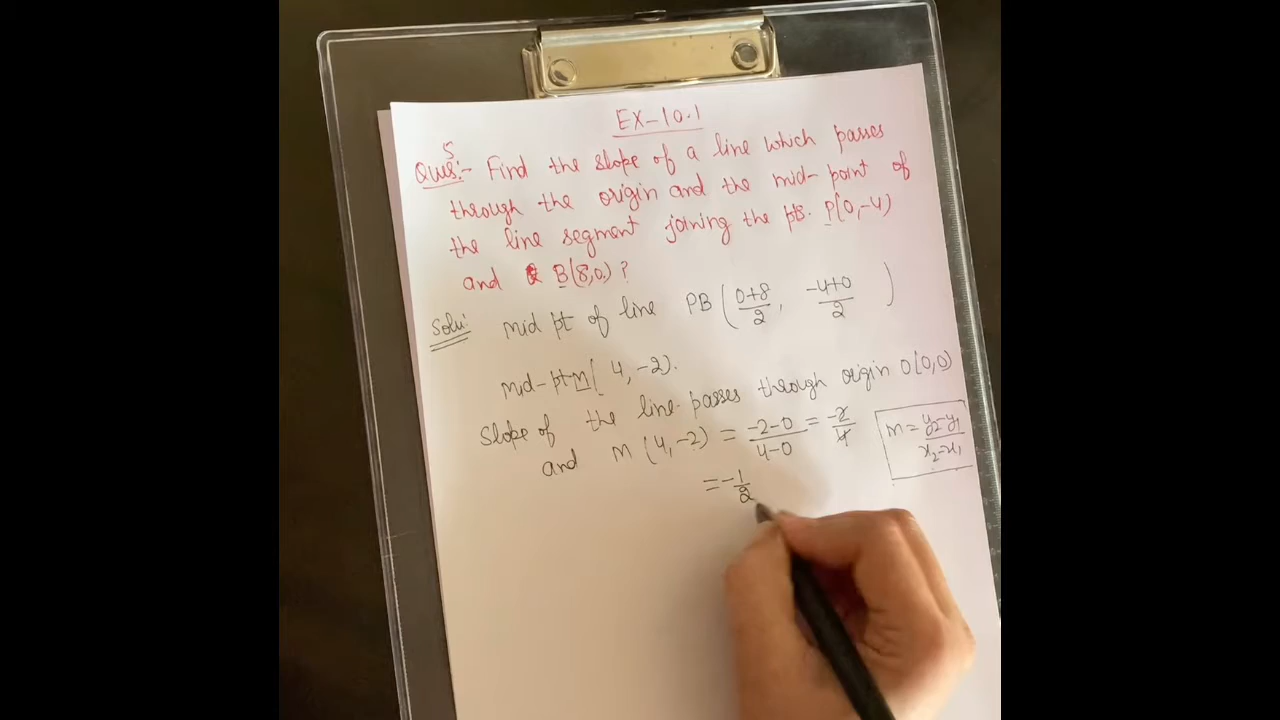 EX-10.1
5
Ques:- Find the slope of a line which passes
through the origin and the mid-point of
the line segment joining the pts. P(0,-4)
and B(8,0)?
Solu: mid pt of line PB (0+8/2, -4+0/2)
mid-pt M(4,-2).
Slope of the line passes through origin O(0,0)
and M(4,-2) = -2-0/4-0 = -2/4
m = y2-y1/x2-x1
= -1/2